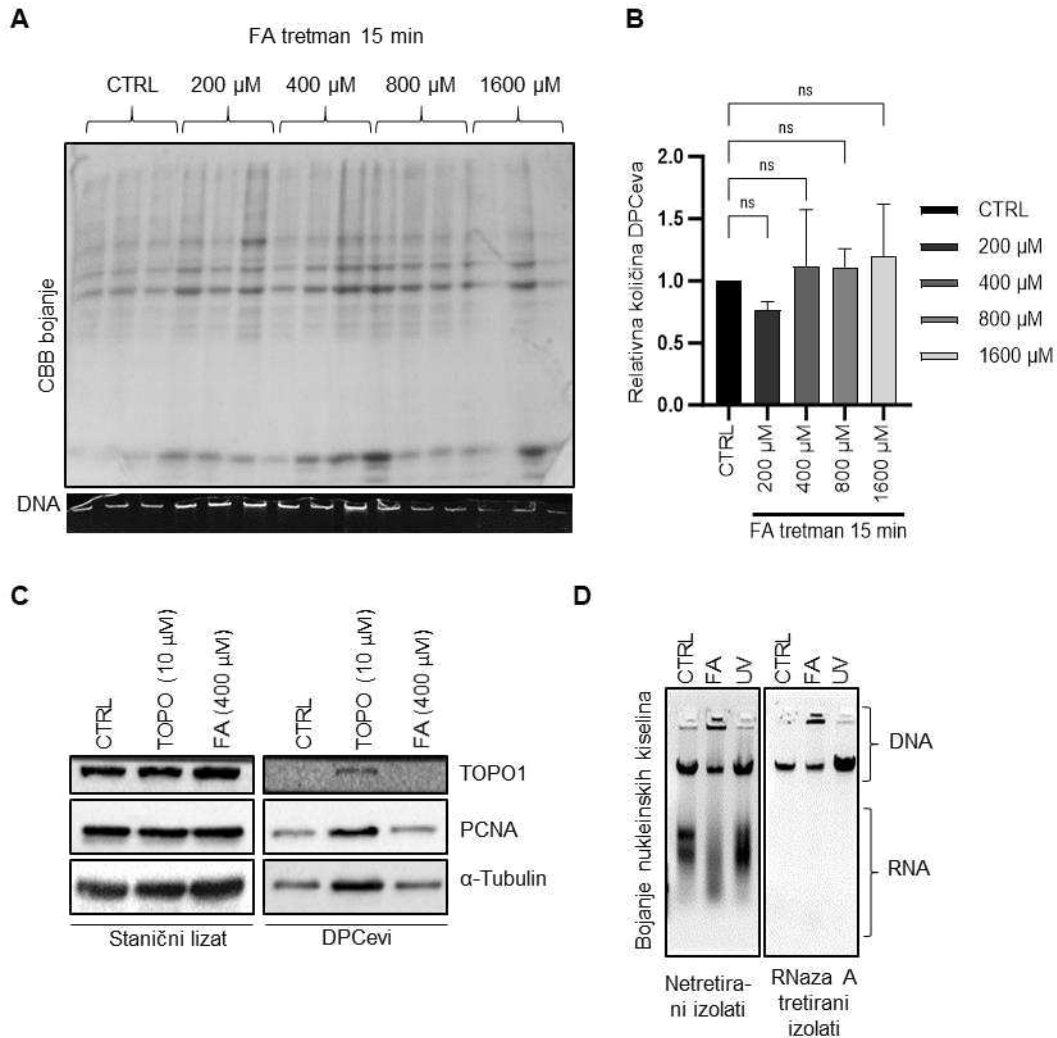 A
FA tretman 15 min
CTRL 200 µM 400 µM 800 µM 1600 µM
CBB bojanje
DNA
B
ns
ns
ns
ns
Relativna količina DPCeva
2.0
1.5
1.0
0.5
0.0
CTRL
200 µM
400 µM
800 µM
1600 µM
FA tretman 15 min
CTRL
200 µM
400 µM
800 µM
1600 µM
C
CTRL TOPO (10 µM) FA (400 µM) CTRL TOPO (10 µM) FA (400 µM)
TOPO1
PCNA
α-Tubulin
Stanični lizat DPCevi
D
CTRL FA UV CTRL FA UV
Bojanje nukleinskih kiselina
DNA
RNA
Netretira-
ni izolati
RNaza A
tretirani
izolati